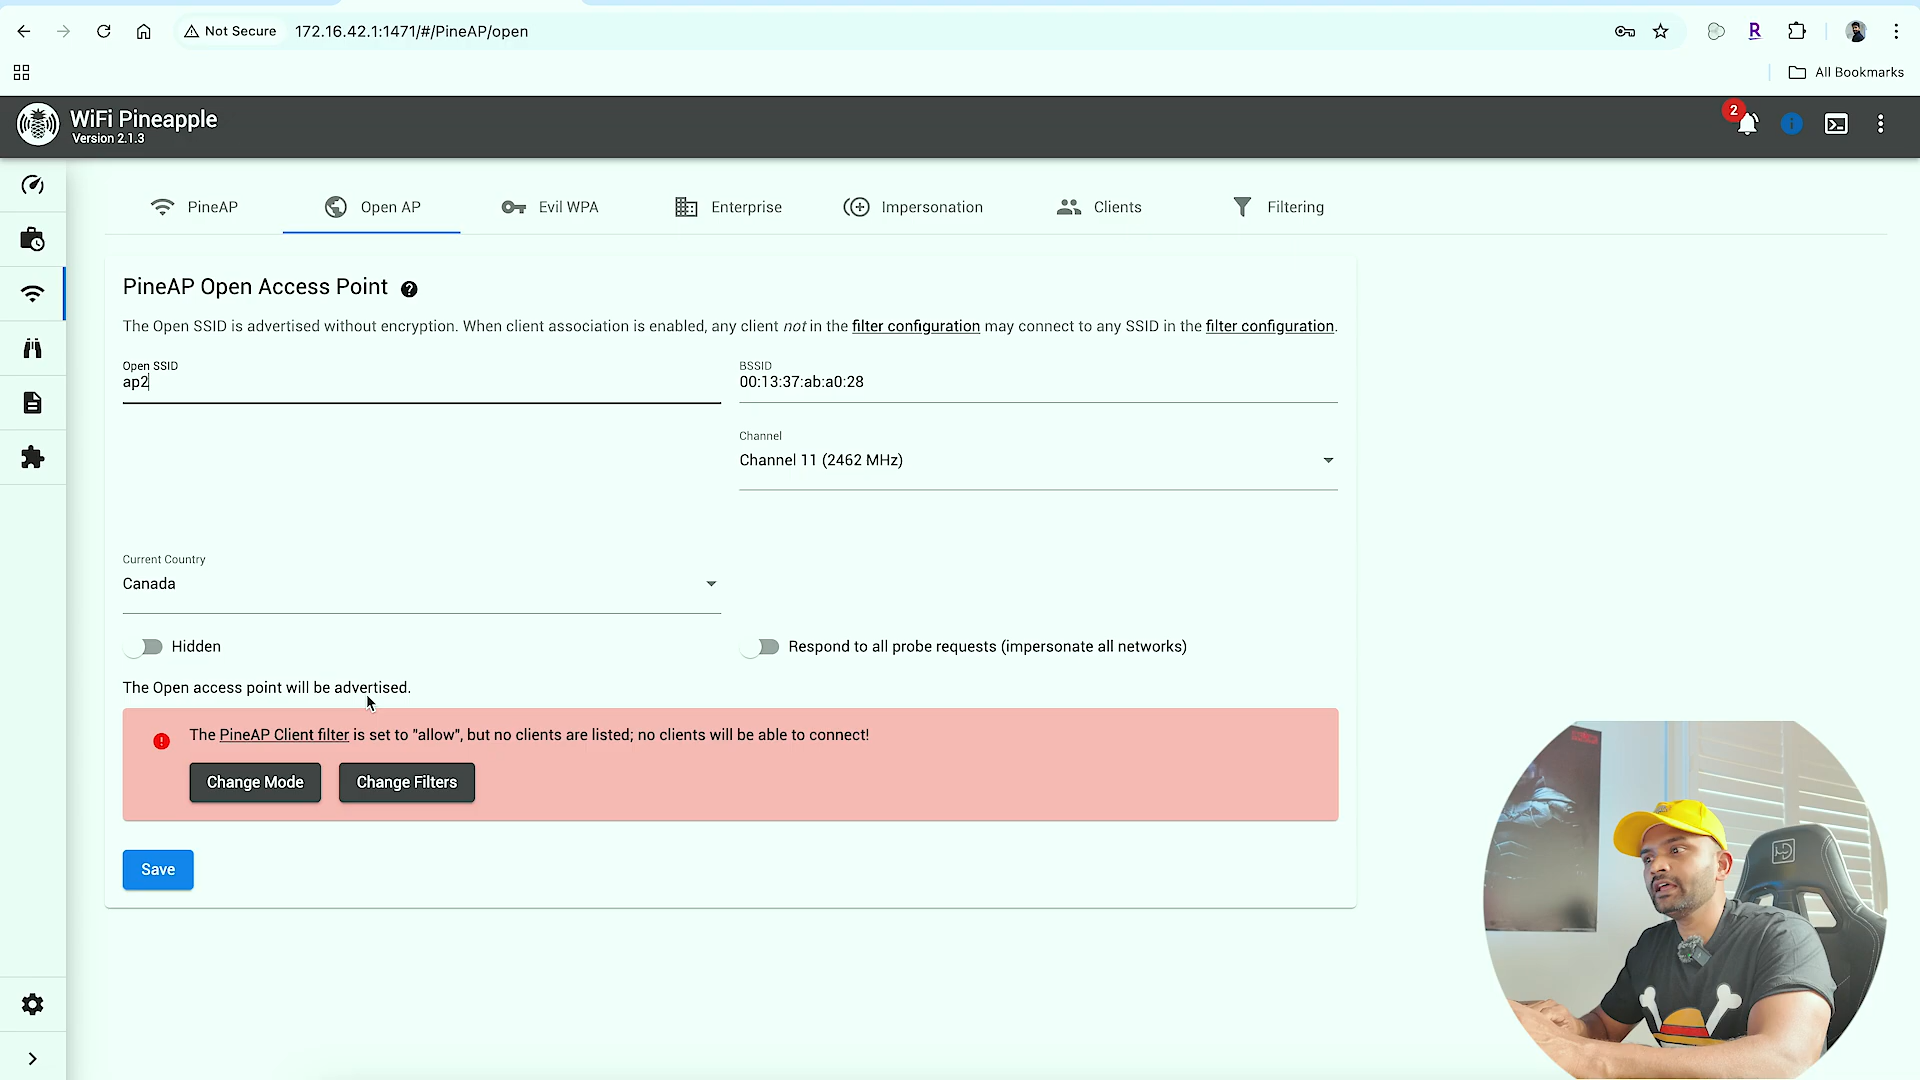 Not Secure
172.16.42.1:1471/#/PineAP/open
R
All Bookmarks
WiFi Pineapple
Version 2.1.3
2
PineAP
Open AP
Evil WPA
Enterprise
Impersonation
Clients
Filtering
PineAP Open Access Point
The Open SSID is advertised without encryption. When client association is enabled, any client not in the filter configuration may connect to any SSID in the filter configuration.
Open SSID
ap2
BSSID
00:13:37:ab:a0:28
Channel
Channel 11 (2462 MHz)
Current Country
Canada
Hidden
Respond to all probe requests (impersonate all networks)
The Open access point will be advertised.
The PineAP Client filter is set to "allow", but no clients are listed; no clients will be able to connect!
Change Mode
Change Filters
Save